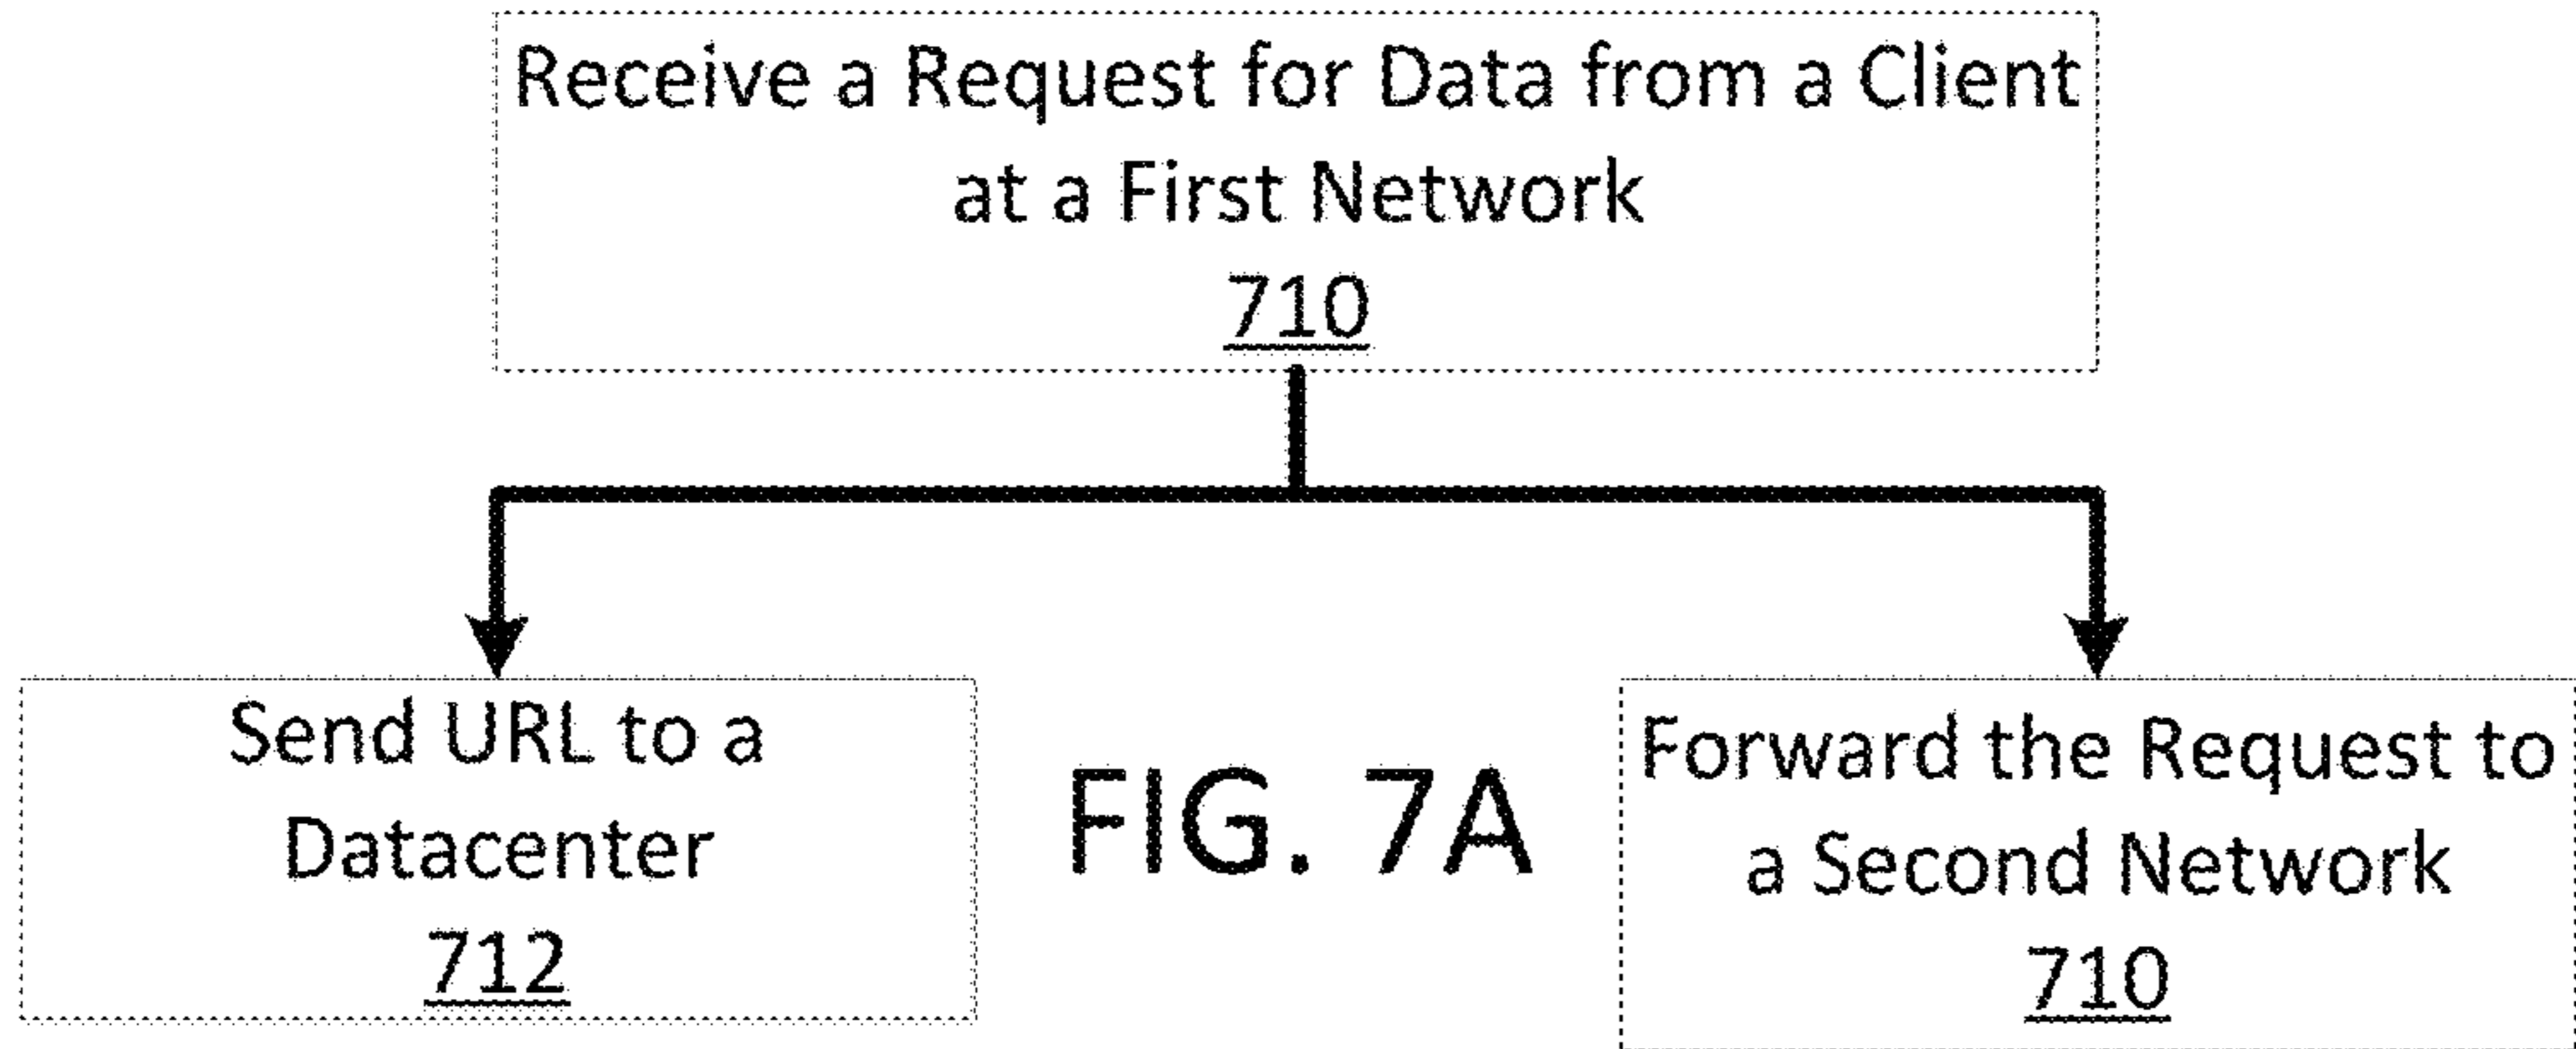 Receive a Request for Data from a Client
at a First Network
710
Send URL to a
Datacenter
712
FIG. 7A
Forward the Request to
a Second Network
710